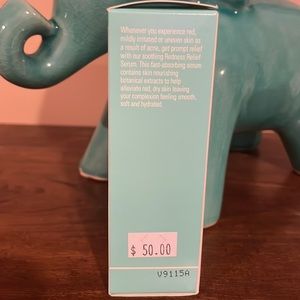 Whenever you experience red,
mildly irritated or uneven skin as
a result of acne, get prompt relief
with our soothing Redness Relief
Serum. This fast-absorbing serum
contains skin nourishing
botanical extracts to help
alleviate red, dry skin leaving
your complexion feeling smooth,
soft and hydrated.
$ 50.00
V9115A